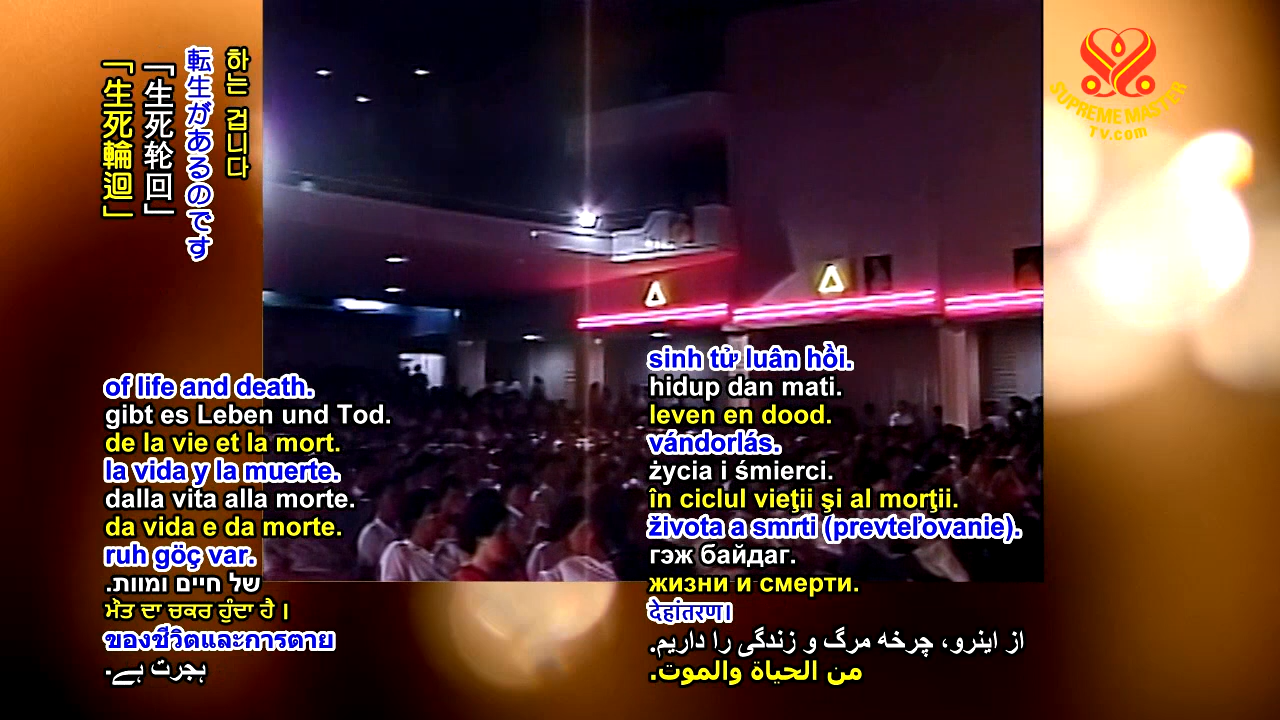 하는 겁니다
転生があるのです
「生死轮回」
「生死輪迴」
SUPREME MASTER
TV.com
of life and death.
gibt es Leben und Tod.
de la vie et la mort.
la vida y la muerte.
dalla vita alla morte.
da vida e da morte.
ruh göç var.
של חיים ומוות.
ਮੌਤ ਦਾ ਚਕਰ ਹੁੰਦਾ ਹੈ।
ของชีวิตและการตาย
ہجرت ہے۔
sinh tử luân hồi.
hidup dan mati.
leven en dood.
vándorlás.
życia i śmierci.
în ciclul vieţii şi al morţii.
života a smrti (prevteľovanie).
гэж байдаг.
жизни и смерти.
देहांतरण।
از اینرو، چرخه مرگ و زندگی را داریم.
من الحياة والموت.